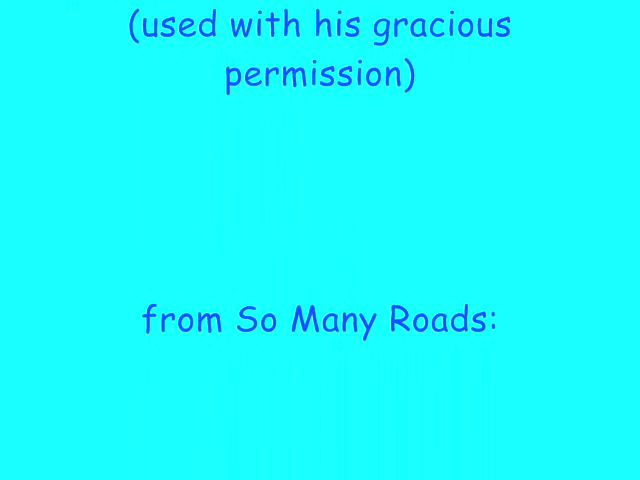 (used with his gracious
permission)
from So Many Roads: